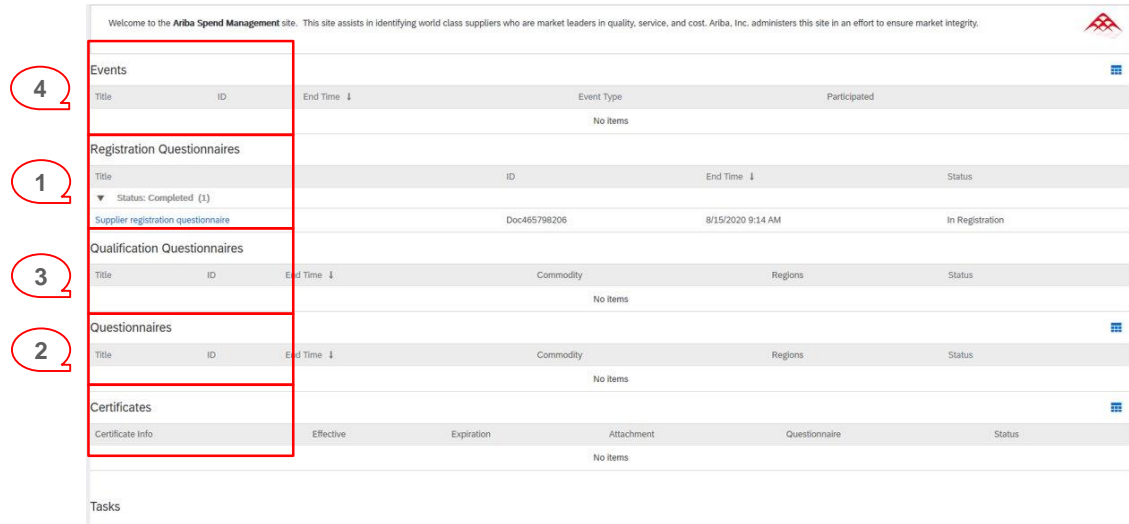 Welcome to the Ariba Spend Management site. This site assists in identifying world class suppliers who are market leaders in quality, service, and cost. Ariba, Inc. administers this site in an effort to ensure market integrity.
Events
4
Title ID End Time ↓ Event Type Participated
No items
Registration Questionnaires
1
Title ID End Time ↓ Status
▼ Status: Completed (1)
Supplier registration questionnaire Doc465798206 8/15/2020 9:14 AM In Registration
Qualification Questionnaires
3
Title ID End Time ↓ Commodity Regions Status
No items
Questionnaires
2
Title ID End Time ↓ Commodity Regions Status
No items
Certificates
Certificate Info Effective Expiration Attachment Questionnaire Status
No items
Tasks